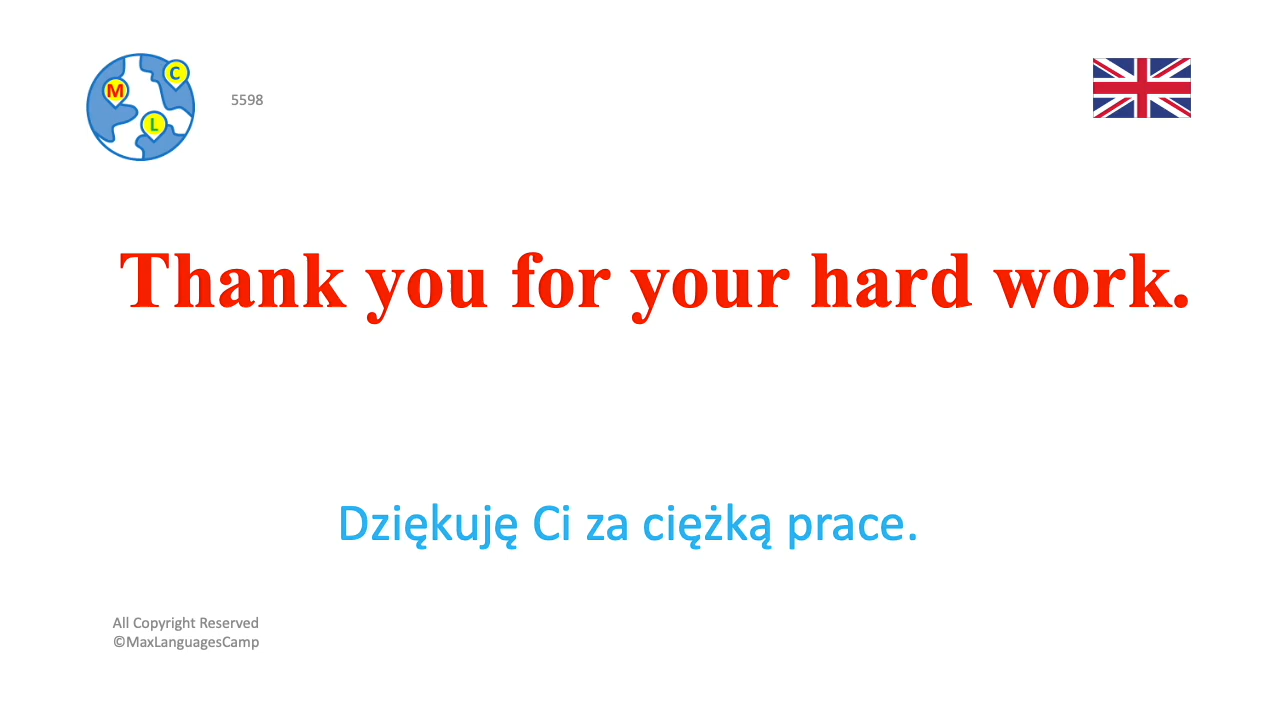 M
C
L
5598
Thank you for your hard work.
Dziękuję Ci za ciężką prace.
All Copyright Reserved
©MaxLanguagesCamp